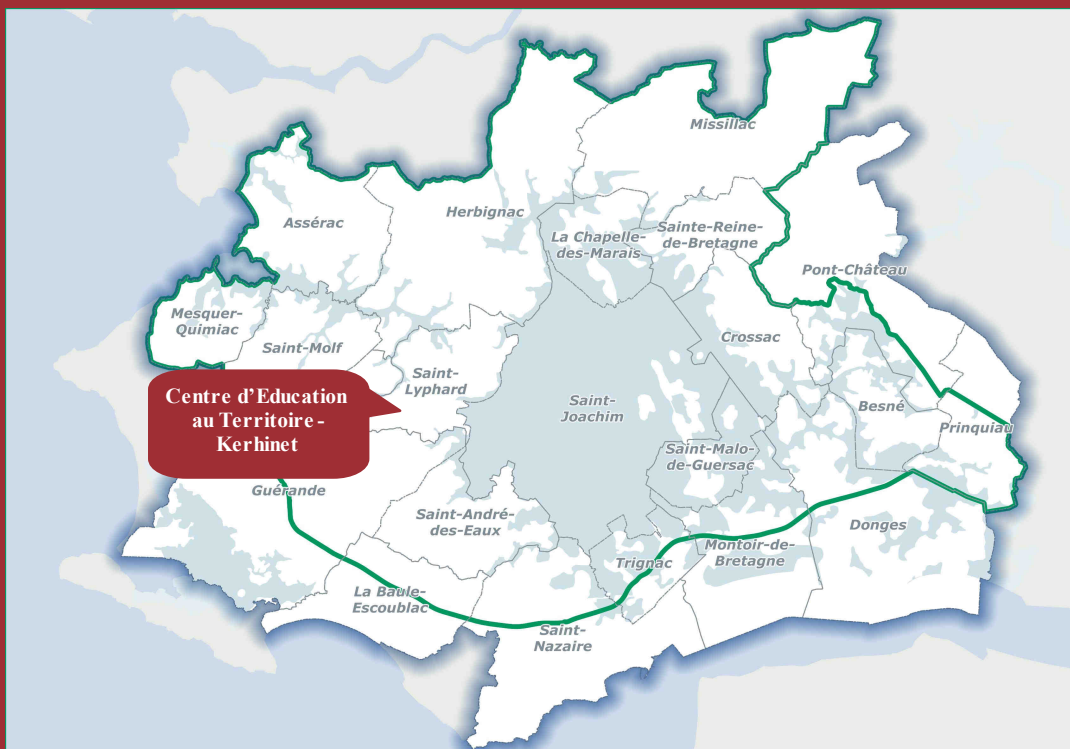 Missillac
Herbignac
Assérac
La Chapelle-
des-Marais
Sainte-Reine-
de-Bretagne
Pont-Château
Mesquer-
Quimiac
Saint-Molf
Crossac
Saint-
Lyphard
Centre d'Education
au Territoire -
Kerhinet
Saint-
Joachim
Besné
Prinquiau
Saint-Malo-
de-Guersac
Guérande
Saint-André-
des-Eaux
Donges
Trignac
Montoir-de-
Bretagne
La Baule-
Escoublac
Saint-
Nazaire